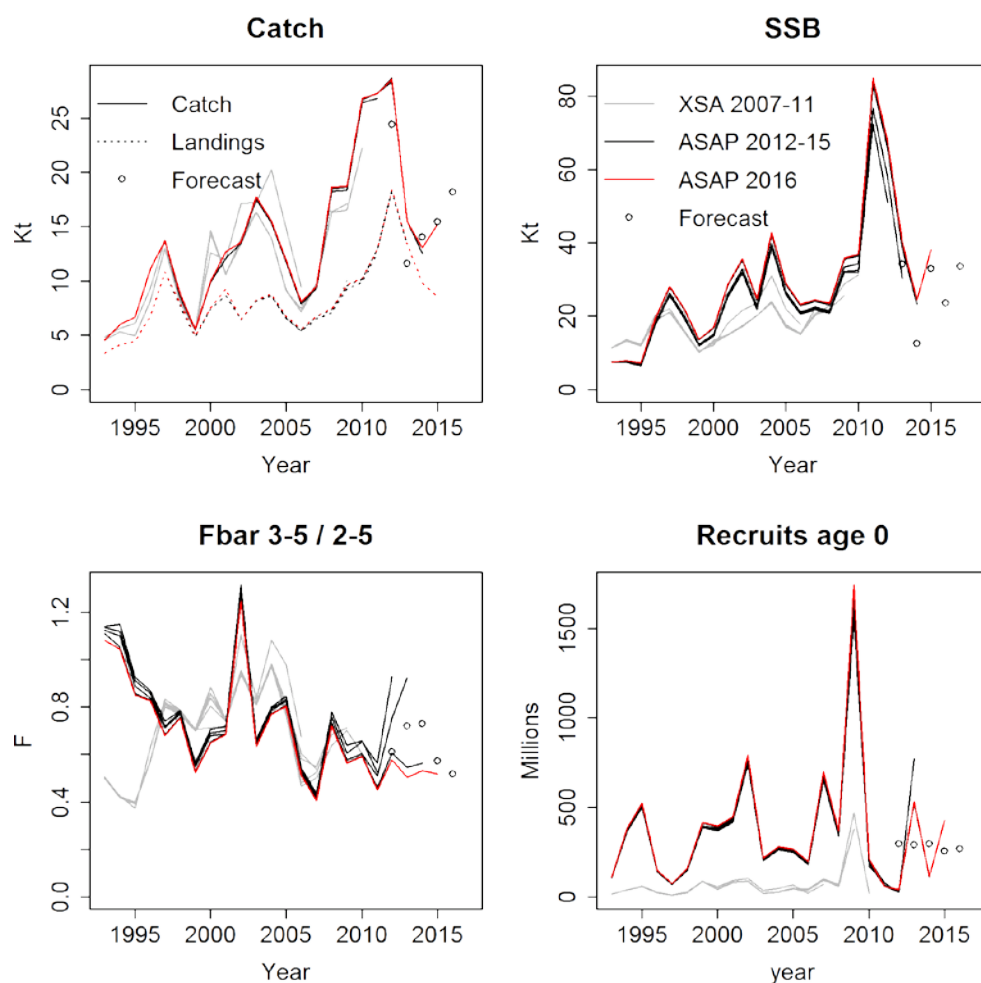 Catch
Kt
25
20
15
10
5
0
Catch
Landings
Forecast
1995 2000 2005 2010 2015
Year
SSB
Kt
80
60
40
20
0
XSA 2007-11
ASAP 2012-15
ASAP 2016
Forecast
1995 2000 2005 2010 2015
Year
Fbar 3-5 / 2-5
F
1.2
0.8
0.4
0.0
1995 2000 2005 2010 2015
Year
Recruits age 0
Millions
1500
1000
500
0
1995 2000 2005 2010 2015
year